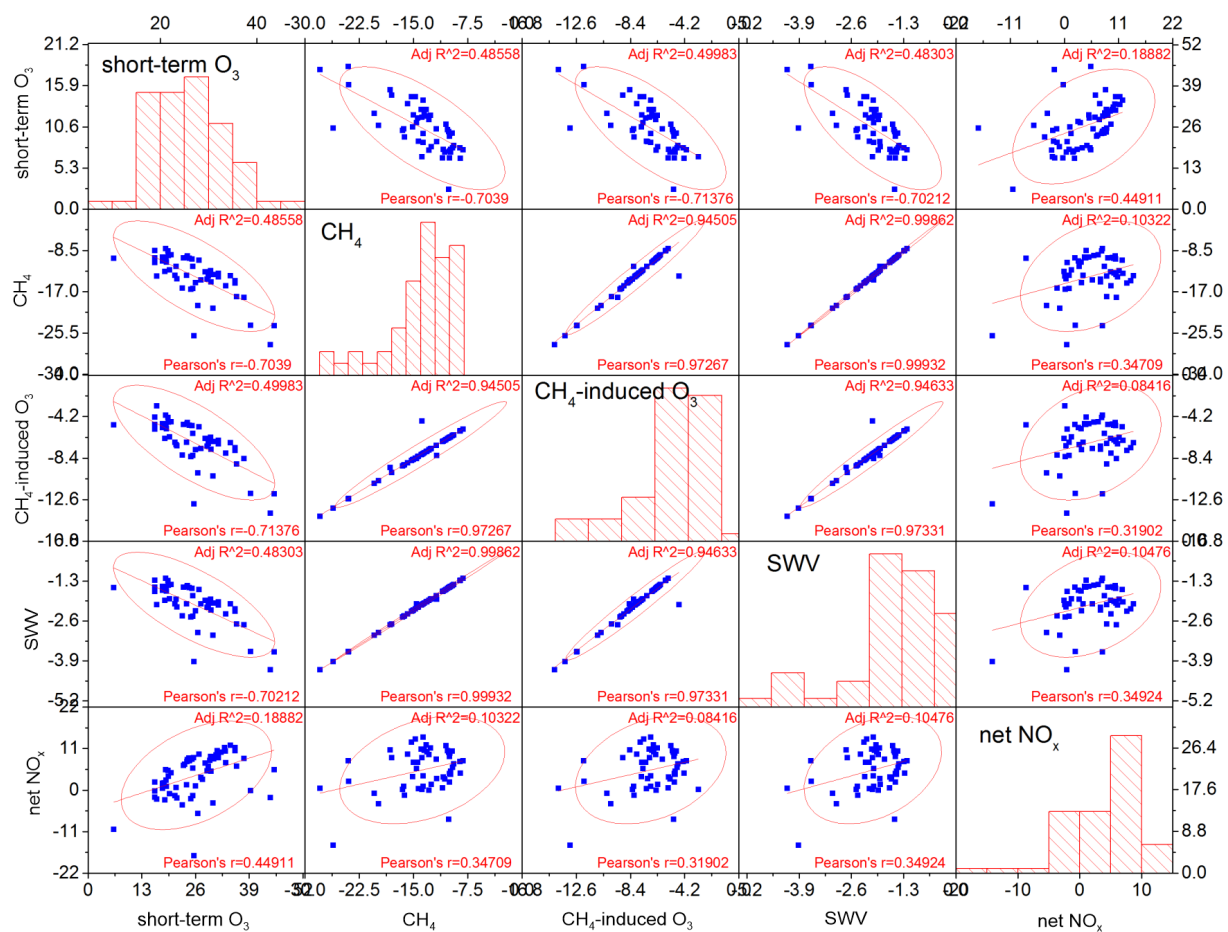 20 40 -30 -22.5 -15.0 -7.5 -16.8 -12.6 -8.4 -4.2 -5.2 -3.9 -2.6 -1.3 -11 0 11 22
short-term O₃
Adj R^2=0.48558
Adj R^2=0.49983
Adj R^2=0.48303
Adj R^2=0.18882
Pearson's r=-0.7039
Pearson's r=-0.71376
Pearson's r=-0.70212
Pearson's r=0.44911
21.2
15.9
10.6
5.3
0.0
short-term O₃
52
39
26
13
0.0
Adj R^2=0.48558
CH₄
Adj R^2=0.94505
Adj R^2=0.99862
Adj R^2=0.10322
Pearson's r=-0.7039
Pearson's r=0.97267
Pearson's r=0.99932
Pearson's r=0.34709
-8.5
-17.0
-25.5
CH₄
-8.5
-17.0
-25.5
Adj R^2=0.49983
Adj R^2=0.94505
CH₄-induced O₃
Adj R^2=0.94633
Adj R^2=0.08416
Pearson's r=-0.71376
Pearson's r=0.97267
Pearson's r=0.97331
Pearson's r=0.31902
-4.2
-8.4
-12.6
CH₄-induced O₃
-4.2
-8.4
-12.6
-16.8
Adj R^2=0.48303
Adj R^2=0.99862
Adj R^2=0.94633
SWV
Adj R^2=0.10476
Pearson's r=-0.70212
Pearson's r=0.99932
Pearson's r=0.97331
Pearson's r=0.34924
-1.3
-2.6
-3.9
-5.2
SWV
-1.3
-2.6
-3.9
-5.2
Adj R^2=0.18882
Adj R^2=0.10322
Adj R^2=0.08416
Adj R^2=0.10476
net NOₓ
Pearson's r=0.44911
Pearson's r=0.34709
Pearson's r=0.31902
Pearson's r=0.34924
22
11
0
-11
-22
net NOₓ
26.4
17.6
8.8
0.0
0 13 26 39 -22.5 -15.0 -7.5 -12.6 -8.4 -4.2 -3.9 -2.6 -1.3 -10 0 10
short-term O₃
CH₄
CH₄-induced O₃
SWV
net NOₓ